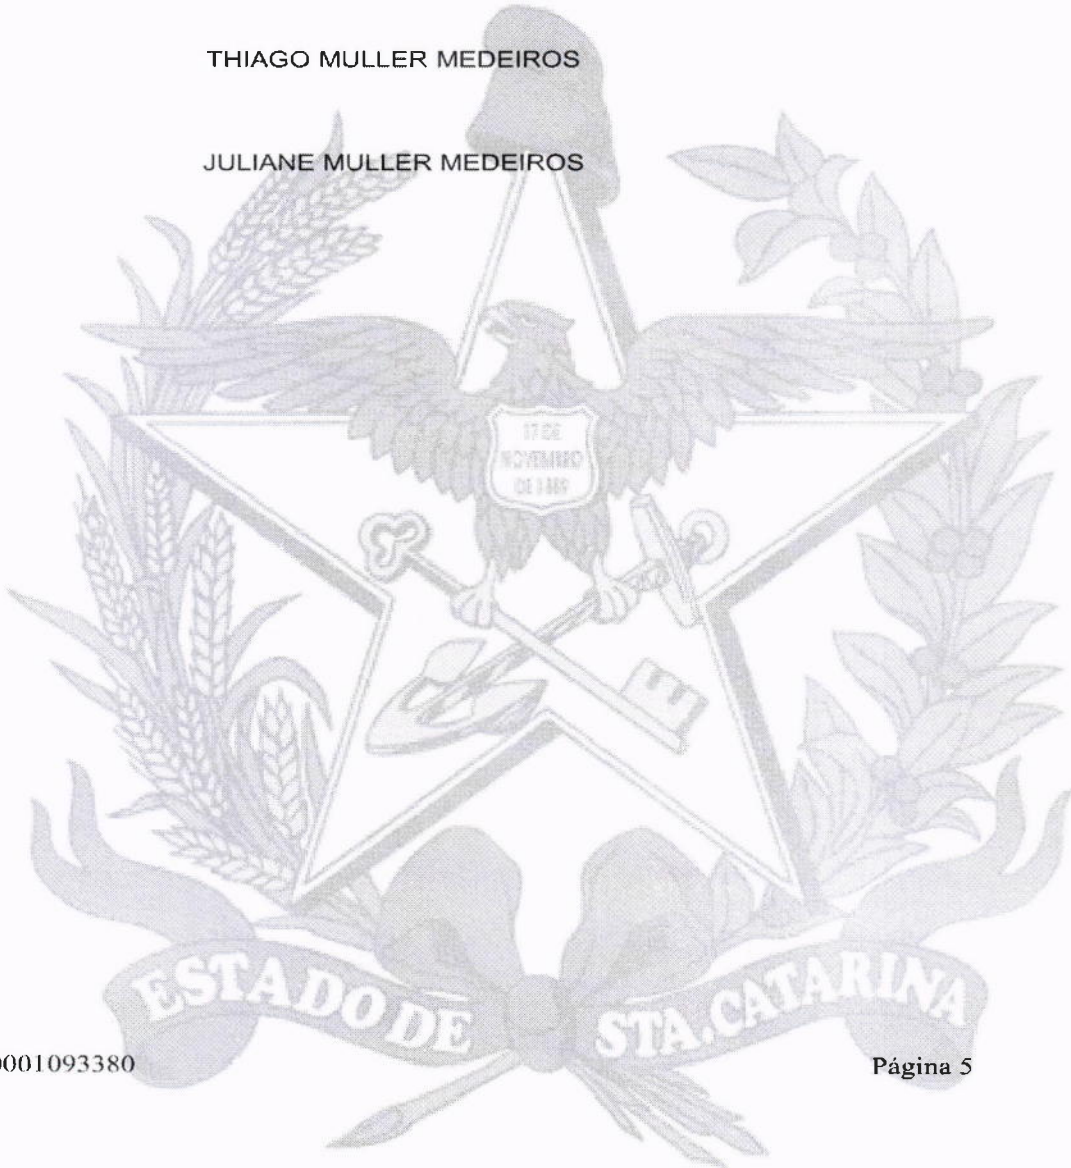 THIAGO MULLER MEDEIROS
JULIANE MULLER MEDEIROS
17 DE
NOVEMBRO
DE 1889
ESTADO DE STA.CATARINA
0001093380
Página 5